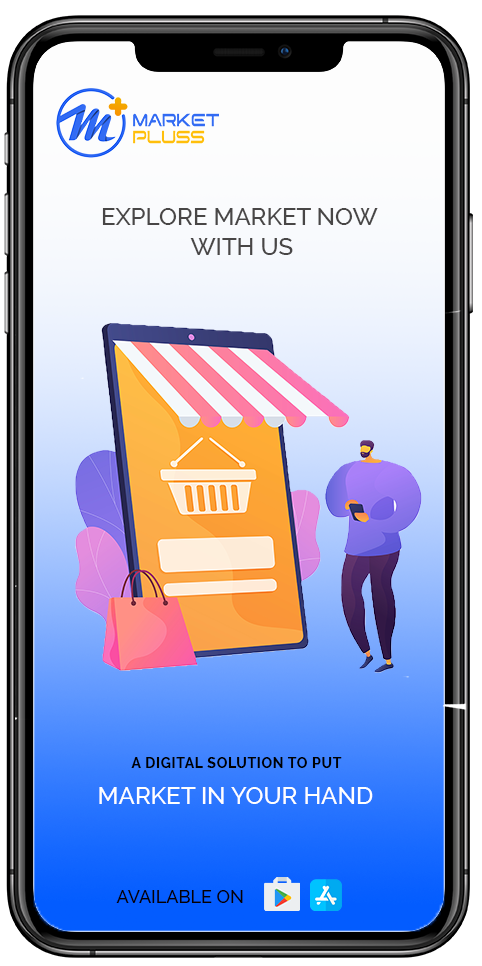 MARKET
PLUSS
EXPLORE MARKET NOW
WITH US
A DIGITAL SOLUTION TO PUT
MARKET IN YOUR HAND
AVAILABLE ON